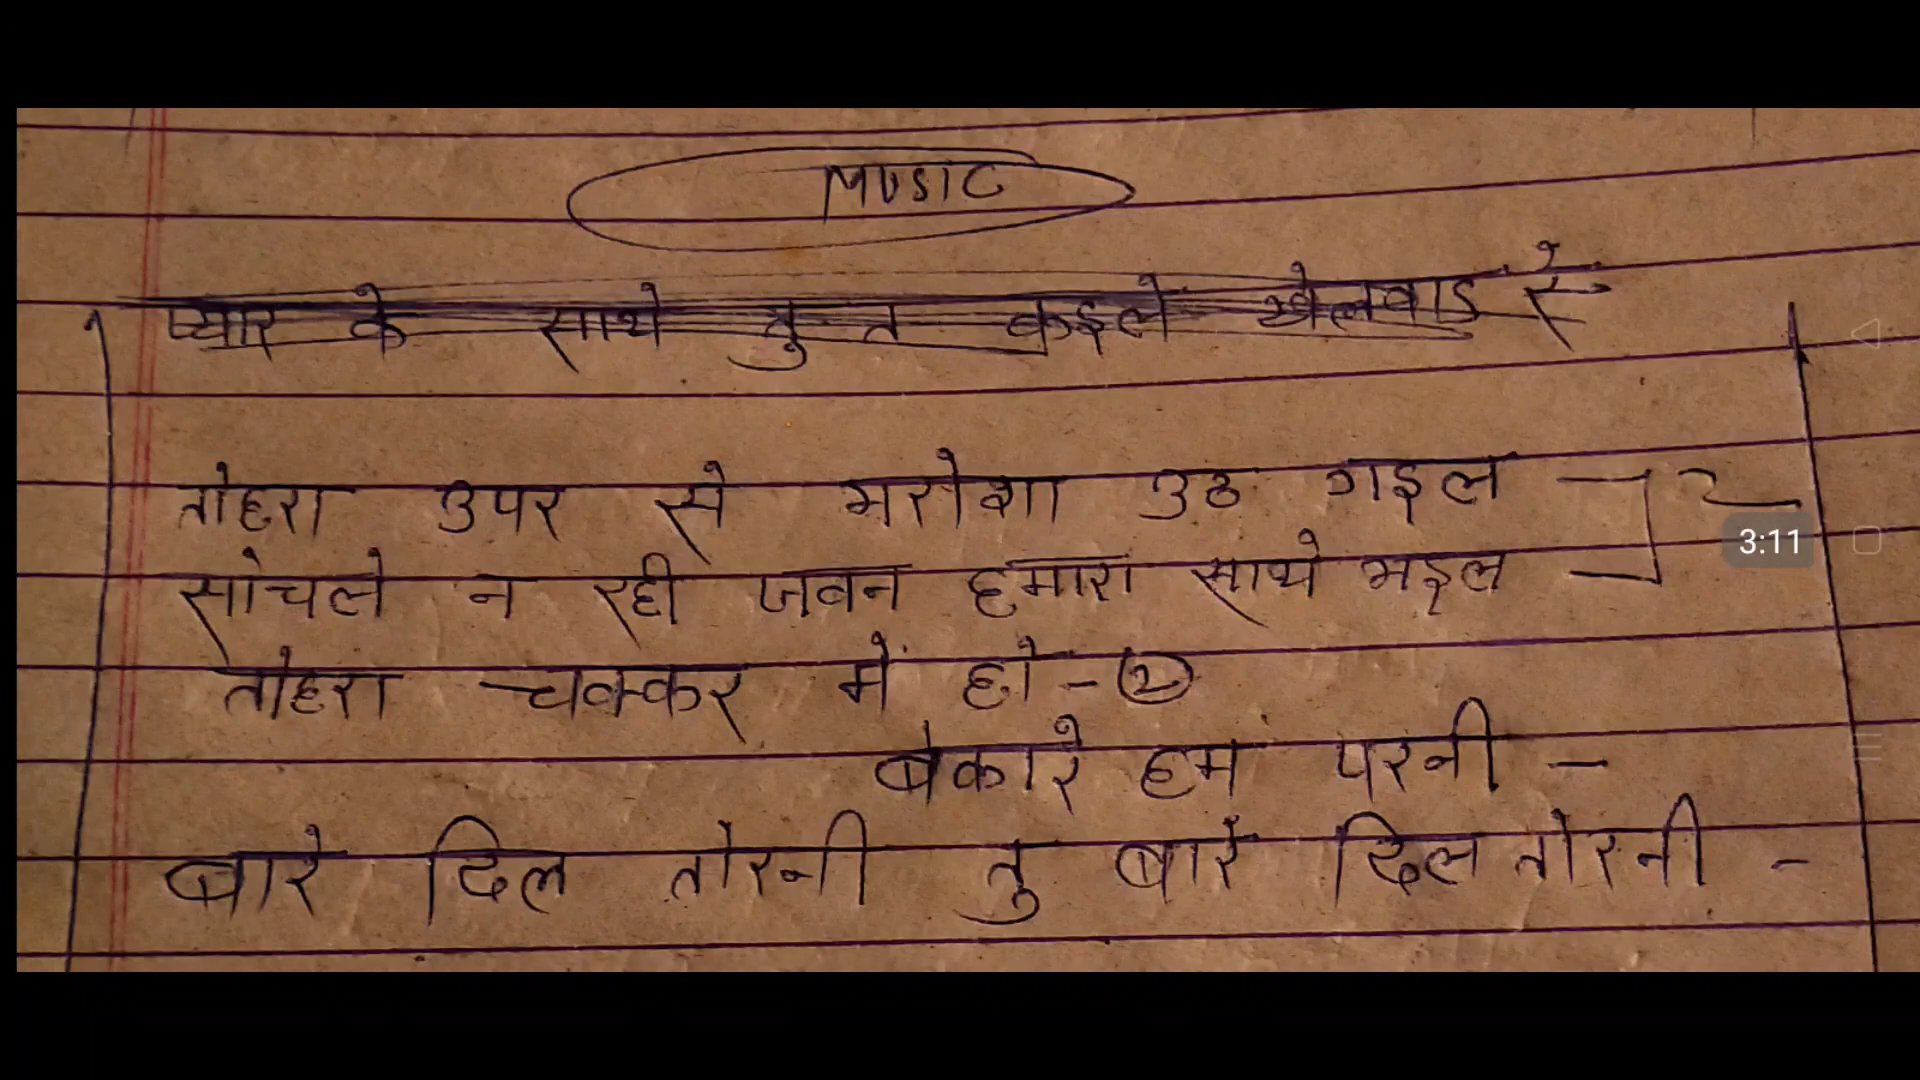 MUSIC
प्यार के साथे तु त कइले खेलवाड रे
तोहरा उपर से भरोशा उठ गइल - ] 2
सोचले न रही जवन हमारा साथे भइल -
3:11
तोहरा चक्कर में हो - (2)
बेकारे हम परनी -
बारे दिल तोरनी तु बारे दिल तोरनी -